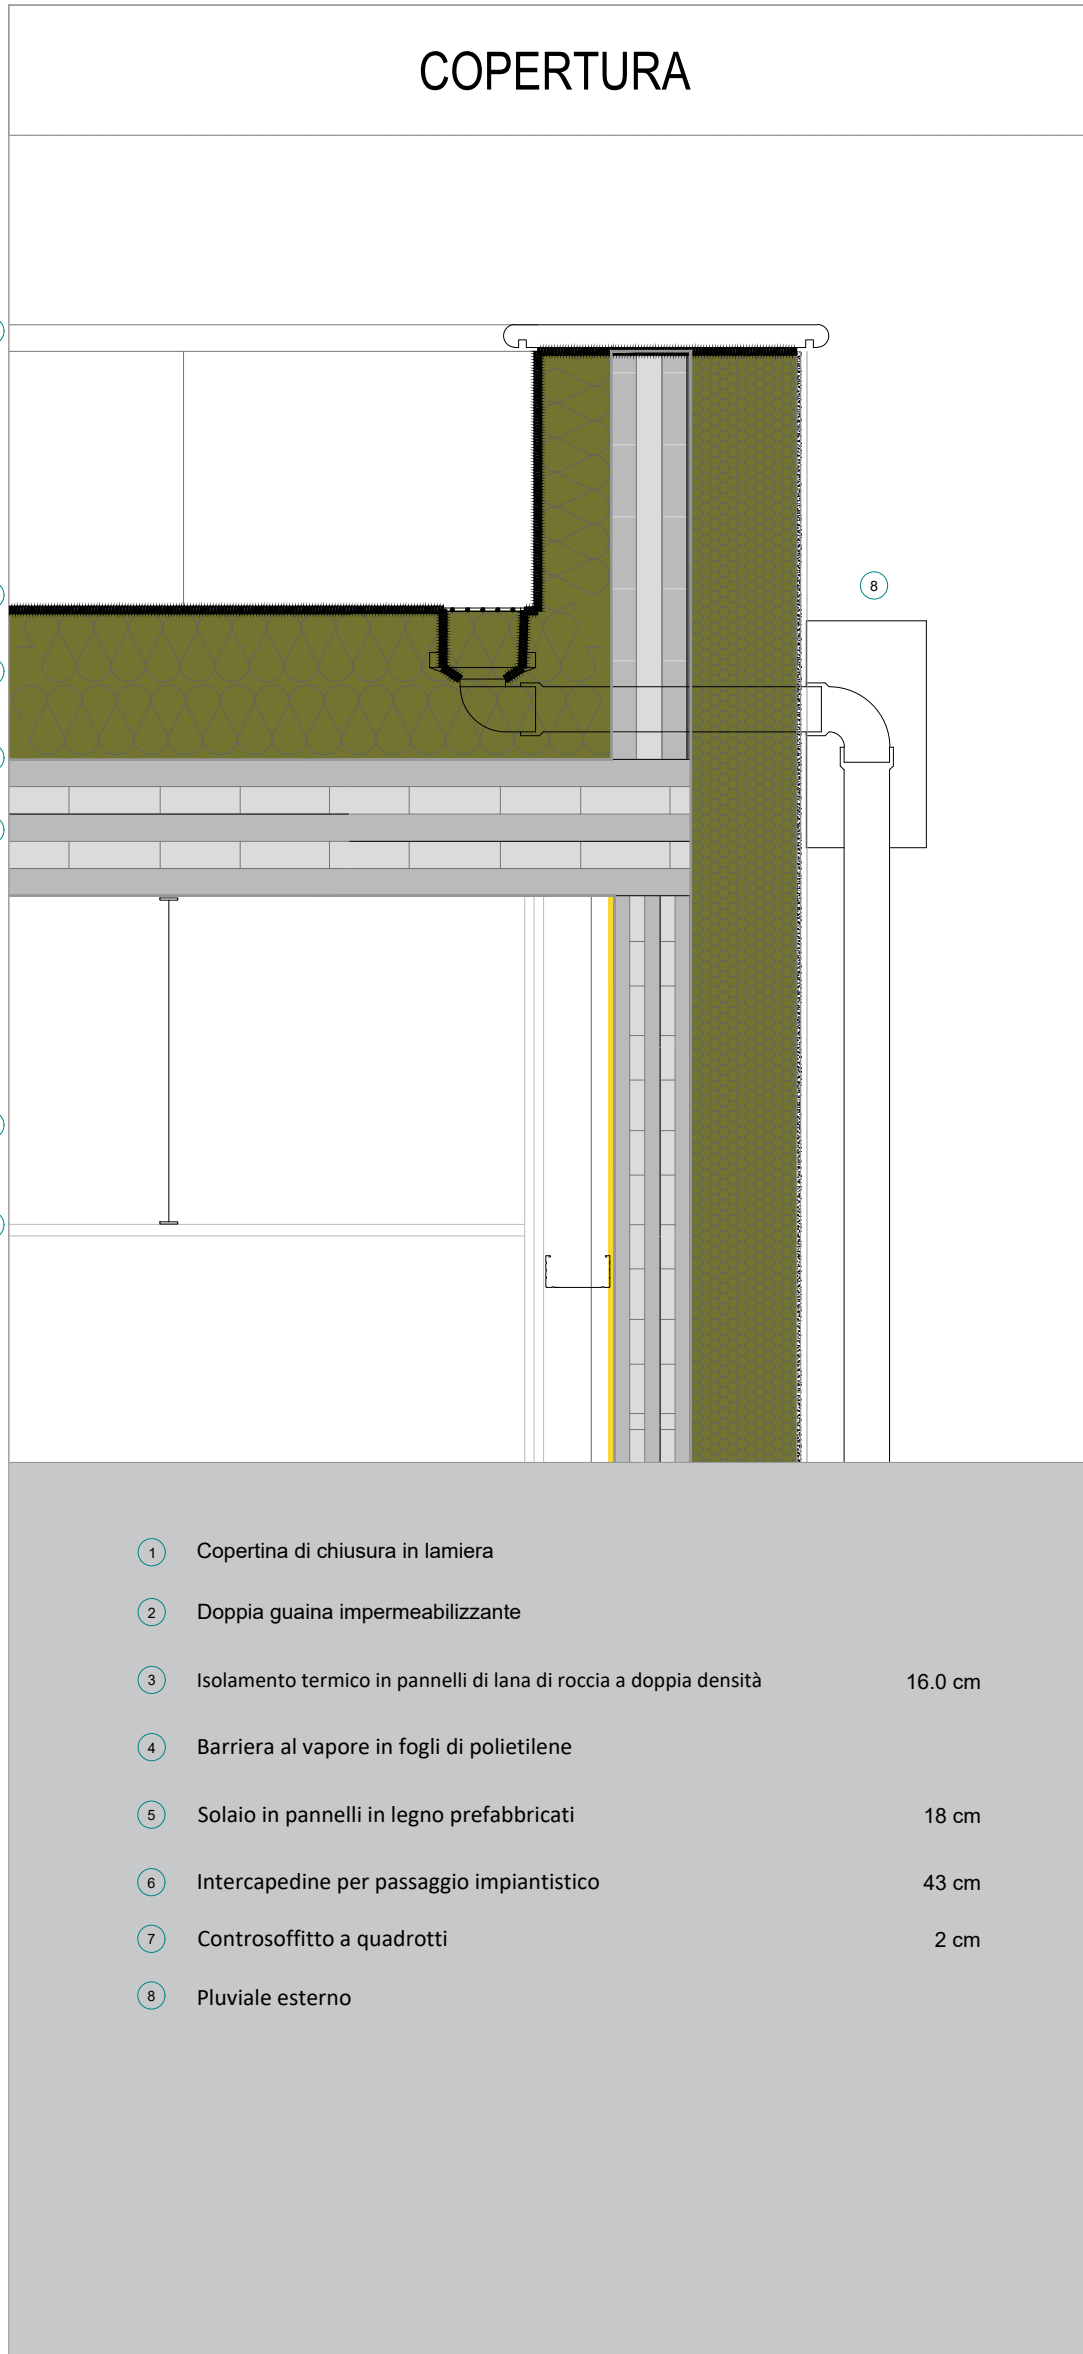 COPERTURA
8
1 Copertina di chiusura in lamiera
2 Doppia guaina impermeabilizzante
3 Isolamento termico in pannelli di lana di roccia a doppia densità 16.0 cm
4 Barriera al vapore in fogli di polietilene
5 Solaio in pannelli in legno prefabbricati 18 cm
6 Intercapedine per passaggio impiantistico 43 cm
7 Controsoffitto a quadrotti 2 cm
8 Pluviale esterno